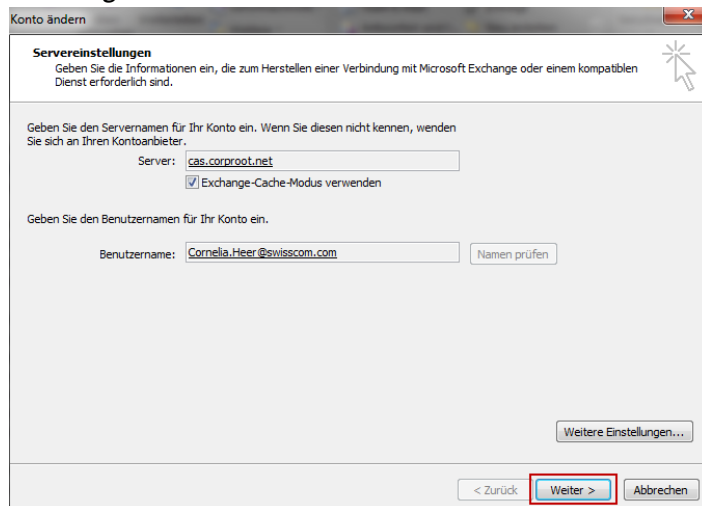 Konto ändern
Servereinstellungen
Geben Sie die Informationen ein, die zum Herstellen einer Verbindung mit Microsoft Exchange oder einem kompatiblen
Dienst erforderlich sind.
Geben Sie den Servernamen für Ihr Konto ein. Wenn Sie diesen nicht kennen, wenden
Sie sich an Ihren Kontoanbieter.
Server: cas.corproot.net
Exchange-Cache-Modus verwenden
Geben Sie den Benutzernamen für Ihr Konto ein.
Benutzername: Cornelia.Heer@swisscom.com Namen prüfen
Weitere Einstellungen...
< Zurück Weiter > Abbrechen